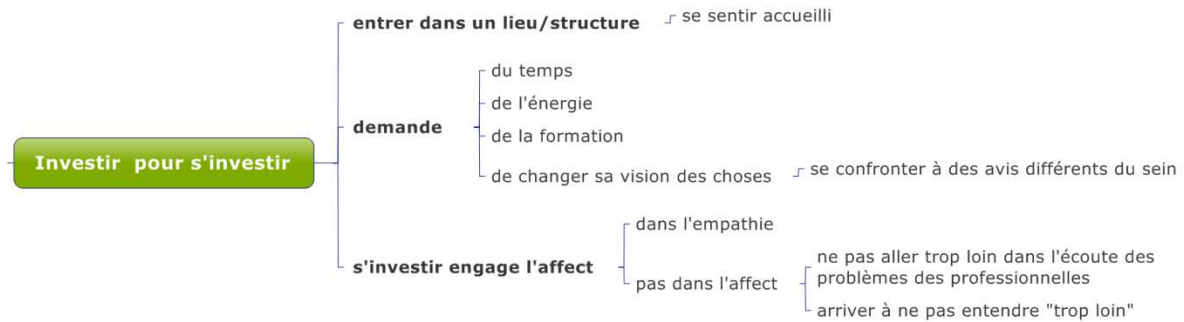 entrer dans un lieu/structure
se sentir accueilli
Investir pour s'investir
demande
du temps
de l'énergie
de la formation
de changer sa vision des choses
se confronter à des avis différents du sein
s'investir engage l'affect
dans l'empathie
pas dans l'affect
ne pas aller trop loin dans l'écoute des
problèmes des professionnelles
arriver à ne pas entendre "trop loin"